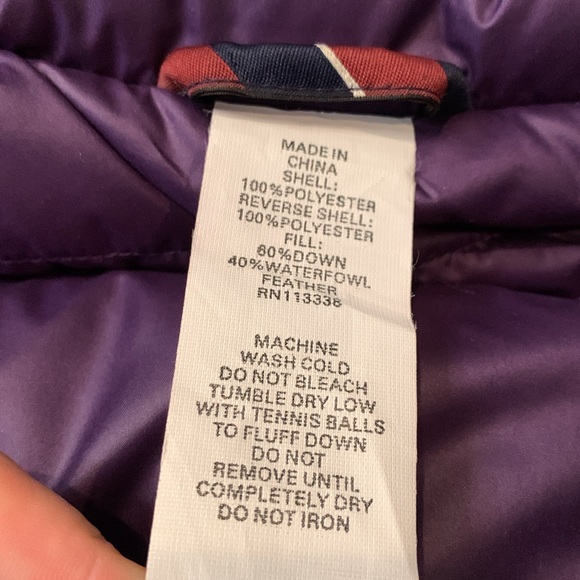 MADE IN
CHINA
SHELL:
100%POLYESTER
REVERSE SHELL:
100%POLYESTER
FILL:
60%DOWN
40%WATERFOWL
FEATHER
RN113338
MACHINE
WASH COLD
DO NOT BLEACH
TUMBLE DRY LOW
WITH TENNIS BALLS
TO FLUFF DOWN
DO NOT
REMOVE UNTIL
COMPLETELY DRY
DO NOT IRON